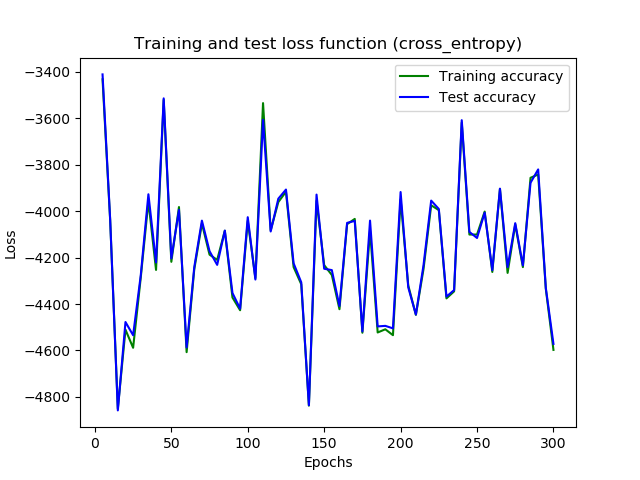 Training and test loss function (cross_entropy)
Training accuracy
Test accuracy
Loss
−3400
−3600
−3800
−4000
−4200
−4400
−4600
−4800
0 50 100 150 200 250 300
Epochs